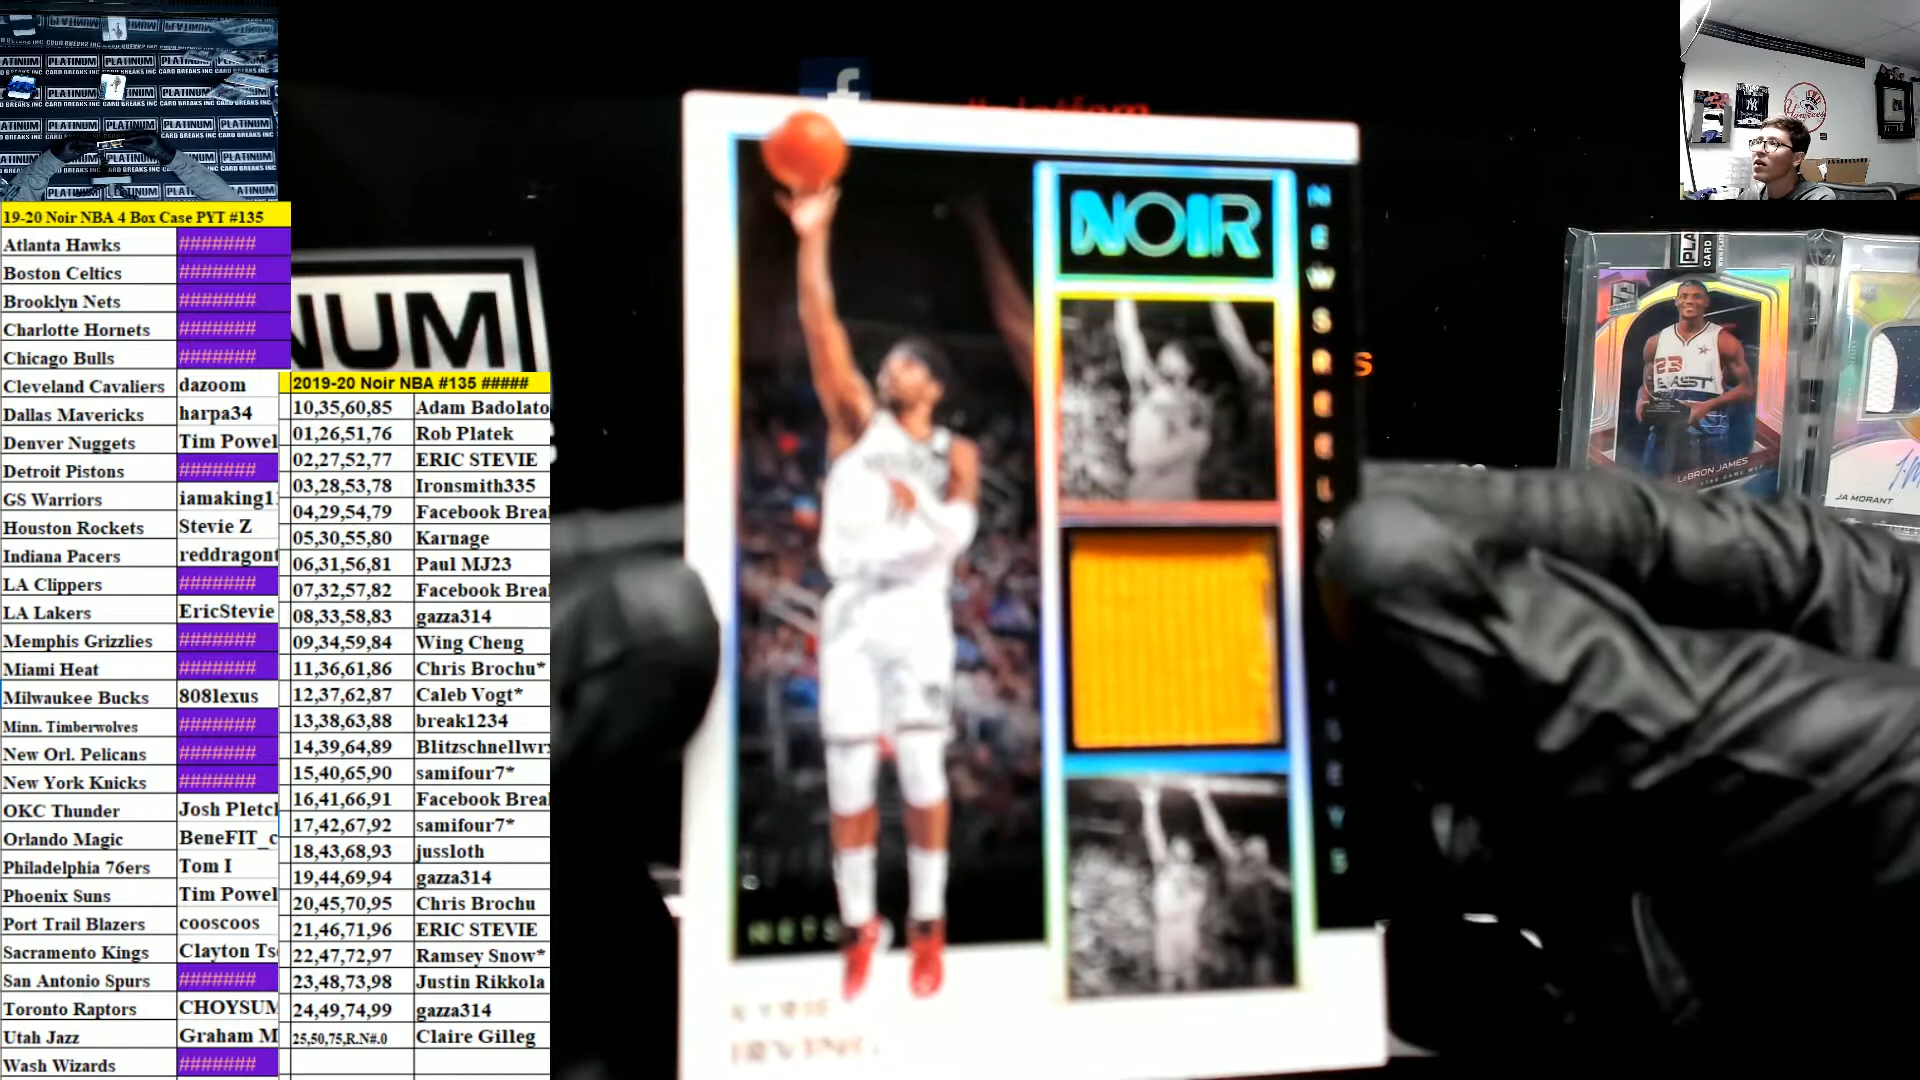 19-20 Noir NBA 4 Box Case PYT #135
Atlanta Hawks #######
Boston Celtics #######
Brooklyn Nets #######
Charlotte Hornets #######
Chicago Bulls #######
Cleveland Cavaliers dazoom
Dallas Mavericks harpa34
Denver Nuggets Tim Powel
Detroit Pistons #######
GS Warriors iamaking1
Houston Rockets Stevie Z
Indiana Pacers reddragont
LA Clippers #######
LA Lakers EricStevie
Memphis Grizzlies #######
Miami Heat #######
Milwaukee Bucks 808lexus
Minn. Timberwolves #######
New Orl. Pelicans #######
New York Knicks #######
OKC Thunder Josh Pletc
Orlando Magic BeneFIT_c
Philadelphia 76ers Tom I
Phoenix Suns Tim Powel
Port Trail Blazers cooscoos
Sacramento Kings Clayton Ts
San Antonio Spurs #######
Toronto Raptors CHOYSUM
Utah Jazz Graham M
Wash Wizards #######
2019-20 Noir NBA #135 #####
10,35,60,85 Adam Badolato
01,26,51,76 Rob Platek
02,27,52,77 ERIC STEVIE
03,28,53,78 Ironsmith335
04,29,54,79 Facebook Brea
05,30,55,80 Karnage
06,31,56,81 Paul MJ23
07,32,57,82 Facebook Brea
08,33,58,83 gazza314
09,34,59,84 Wing Cheng
11,36,61,86 Chris Brochu*
12,37,62,87 Caleb Vogt*
13,38,63,88 break1234
14,39,64,89 Blitzschnellwrx
15,40,65,90 samifour7*
16,41,66,91 Facebook Brea
17,42,67,92 samifour7*
18,43,68,93 jussloth
19,44,69,94 gazza314
20,45,70,95 Chris Brochu
21,46,71,96 ERIC STEVIE
22,47,72,97 Ramsey Snow*
23,48,73,98 Justin Rikkola
24,49,74,99 gazza314
25,50,75,R.N#.0 Claire Gilleg
NUM
NOIR
NEWSREELS
NETS
KYRIE
IRVING
PLATINUM
CARD BREAKS INC
LEBRON JAMES
JA MORANT